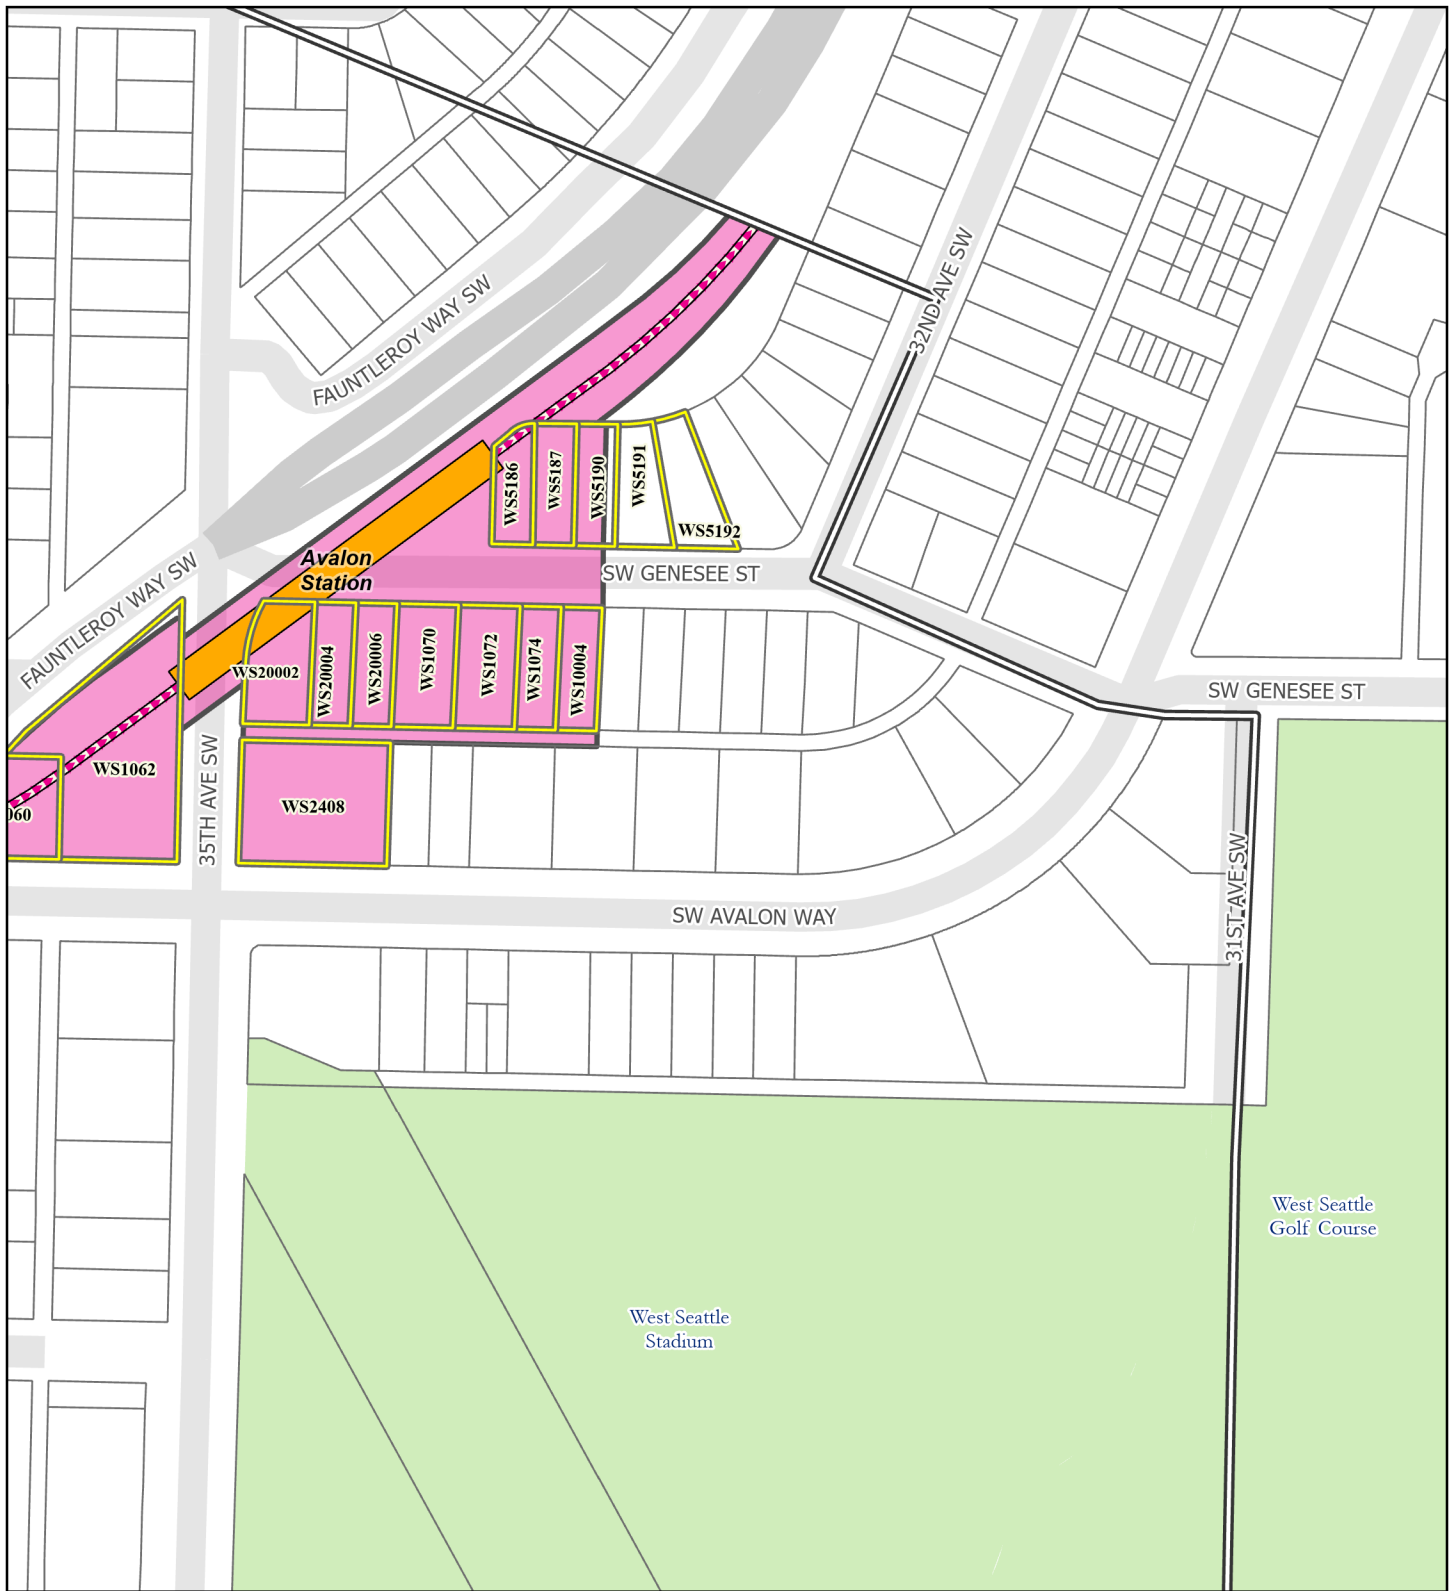 32ND AVE SW
FAUNTLEROY WAY SW
WS5186
WS5187
WS5190
WS5191
WS5192
Avalon
Station
SW GENESEE ST
FAUNTLEROY WAY SW
WS20002
WS20004
WS20006
WS1070
WS1072
WS1074
WS10004
SW GENESEE ST
WS1062
060
35TH AVE SW
WS2408
31ST AVE SW
SW AVALON WAY
West Seattle
Golf Course
West Seattle
Stadium